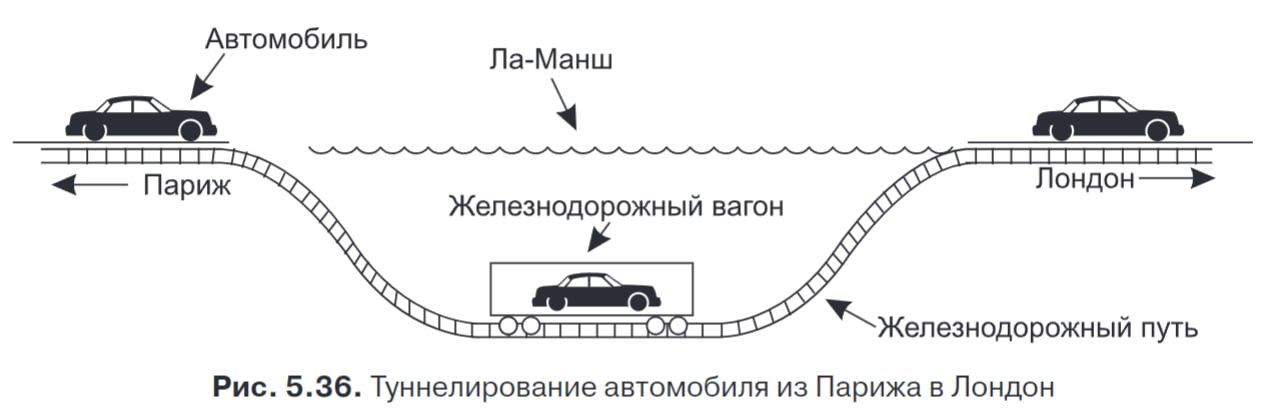 Автомобиль
Ла-Манш
Париж
Лондон
Железнодорожный вагон
Железнодорожный путь
Рис. 5.36. Туннелирование автомобиля из Парижа в Лондон